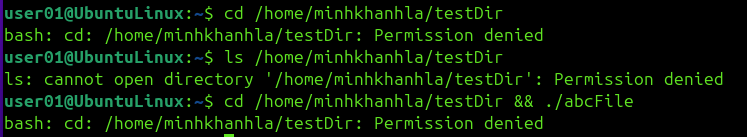 user01@UbuntuLinux:~$ cd /home/minhkhanhla/testDir
bash: cd: /home/minhkhanhla/testDir: Permission denied
user01@UbuntuLinux:~$ ls /home/minhkhanhla/testDir
ls: cannot open directory '/home/minhkhanhla/testDir': Permission denied
user01@UbuntuLinux:~$ cd /home/minhkhanhla/testDir && ./abcFile
bash: cd: /home/minhkhanhla/testDir: Permission denied